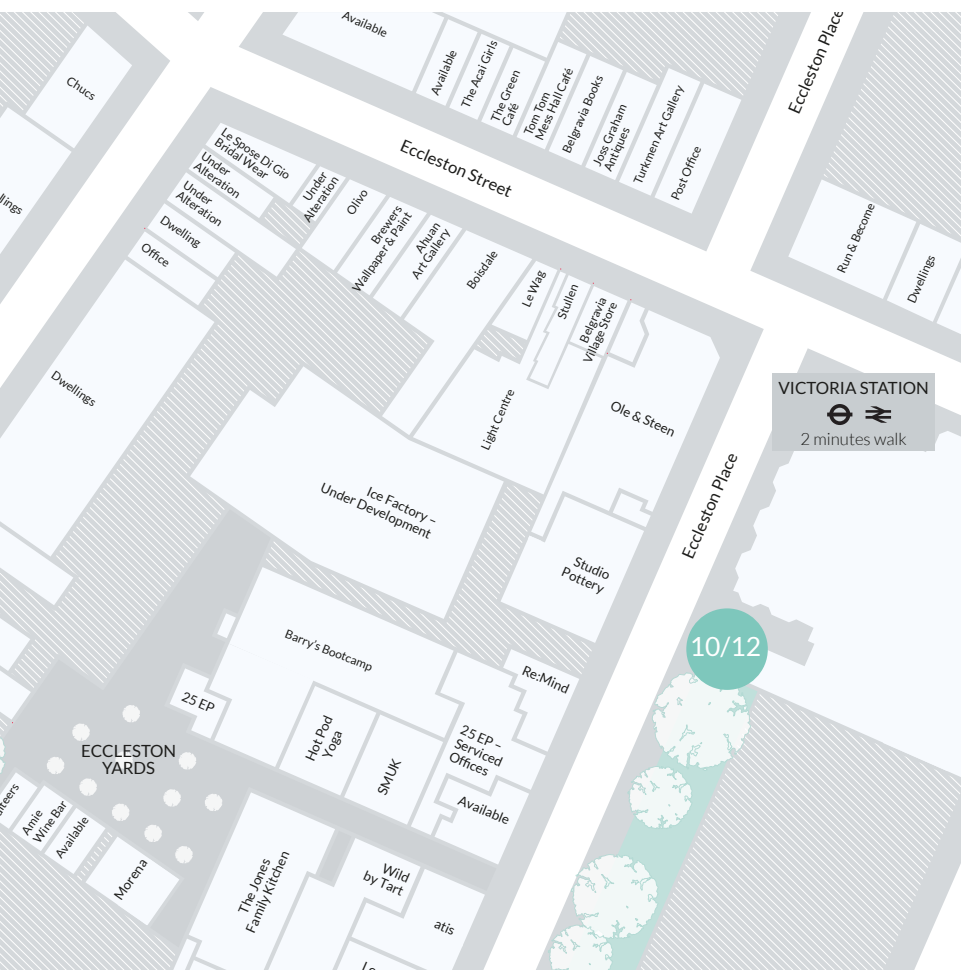 Available
Eccleston Place
Chucs
Available
The Acai Girls
The Green
Café
Tom Tom
Mess Hall Café
Belgravia Books
Joss Graham
Antiques
Turkmen Art Gallery
Post Office
Eccleston Street
Le Spose Di Gio
Bridal Wear
Under
Alteration
Under
Alteration
Dwelling
Office
Under
Alteration
Olivo
Brewers
Wallpaper & Paint
Ahuan
Art Gallery
Boisdale
Le Wag
Stullen
Belgravia
Village Store
Run & Become
Dwellings
Dwellings
Light Centre
Ole & Steen
VICTORIA STATION
2 minutes walk
Eccleston Place
Ice Factory –
Under Development
Studio
Pottery
10/12
Barry's Bootcamp
Re:Mind
25 EP
Hot Pod
Yoga
SMUK
25 EP –
Serviced
Offices
Available
ECCLESTON
YARDS
Amie
Wine Bar
Available
Morena
The Jones
Family Kitchen
Wild
by Tart
atis